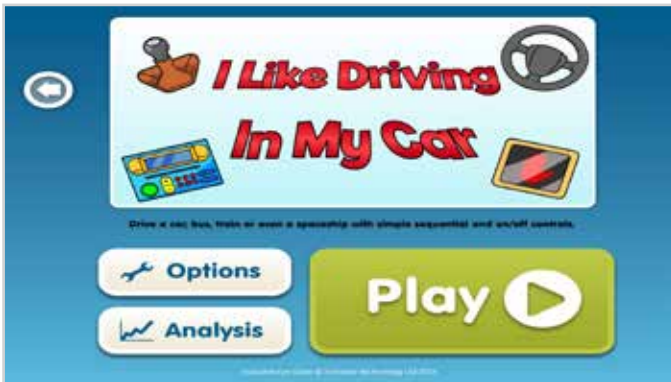 I Like Driving
In My Car
Drive a car, bus, train or even a spaceship with simple sequential and on/off controls.
Options
Play
Analysis